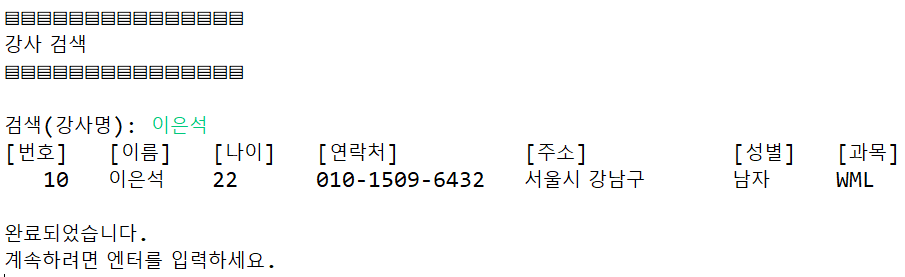 ▤▤▤▤▤▤▤▤▤▤▤▤▤▤▤
강사 검색
▤▤▤▤▤▤▤▤▤▤▤▤▤▤▤
검색(강사명): 이은석
[번호] [이름] [나이] [연락처] [주소] [성별] [과목]
10 이은석 22 010-1509-6432 서울시 강남구 남자 WML
완료되었습니다.
계속하려면 엔터를 입력하세요.